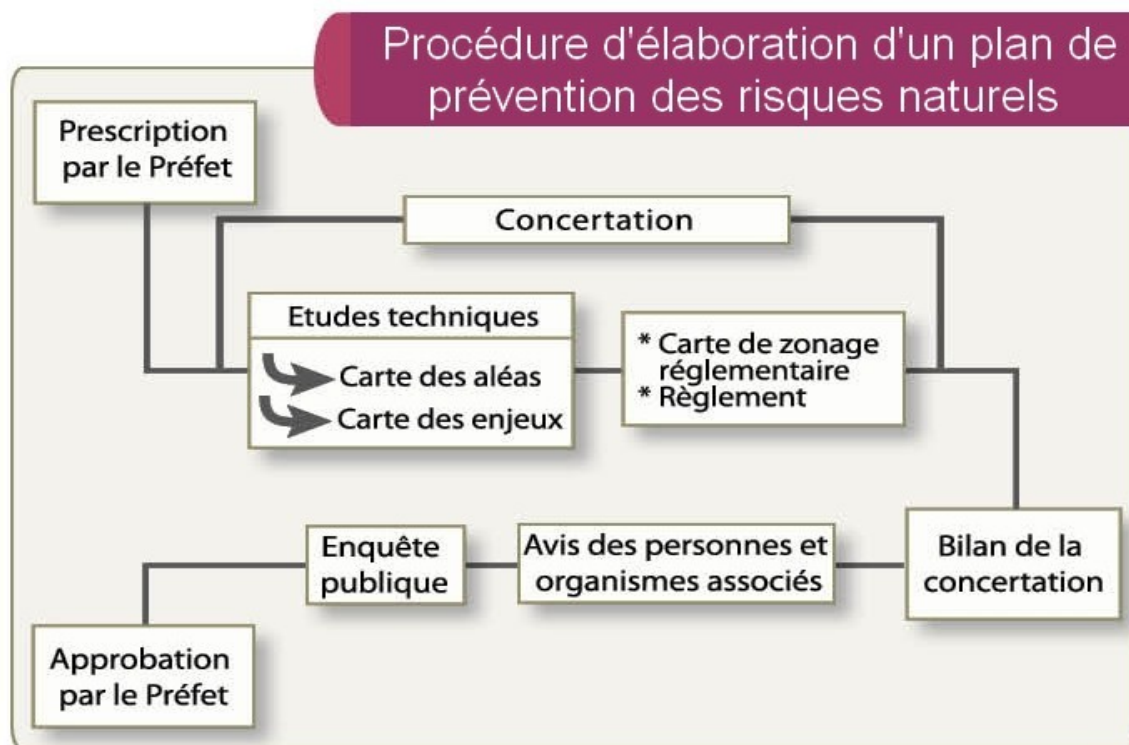 Procédure d'élaboration d'un plan de
prévention des risques naturels
Prescription
par le Préfet
Concertation
Etudes techniques
Carte des aléas
Carte des enjeux
* Carte de zonage
réglementaire
* Règlement
Bilan de la
concertation
Avis des personnes et
organismes associés
Enquête
publique
Approbation
par le Préfet